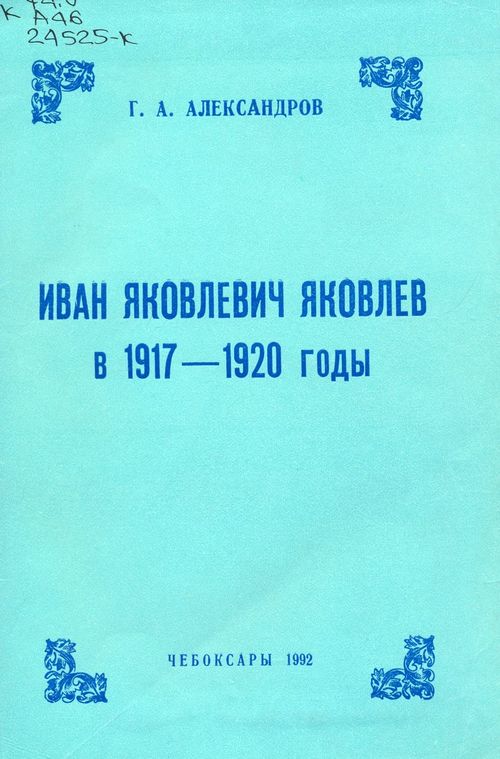 К А46
24525-К
Г. А. АЛЕКСАНДРОВ
ИВАН ЯКОВЛЕВИЧ ЯКОВЛЕВ
В 1917—1920 ГОДЫ
ЧЕБОКСАРЫ 1992